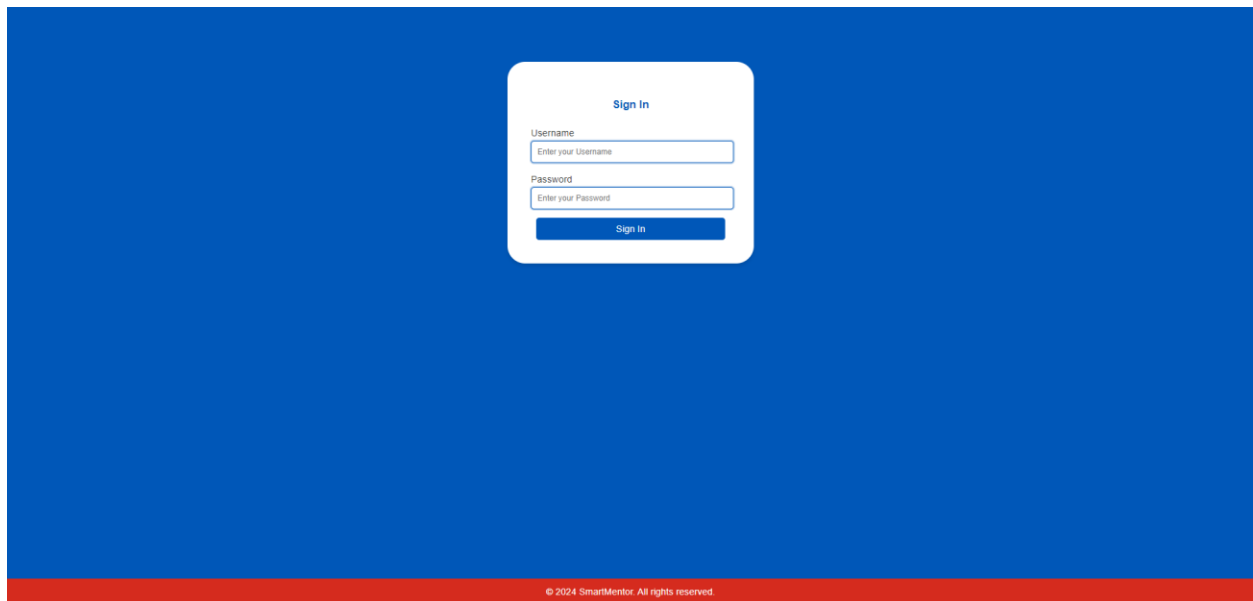 Sign In
Username
Enter your Username
Password
Enter your Password
Sign In
© 2024 SmartMentor. All rights reserved.